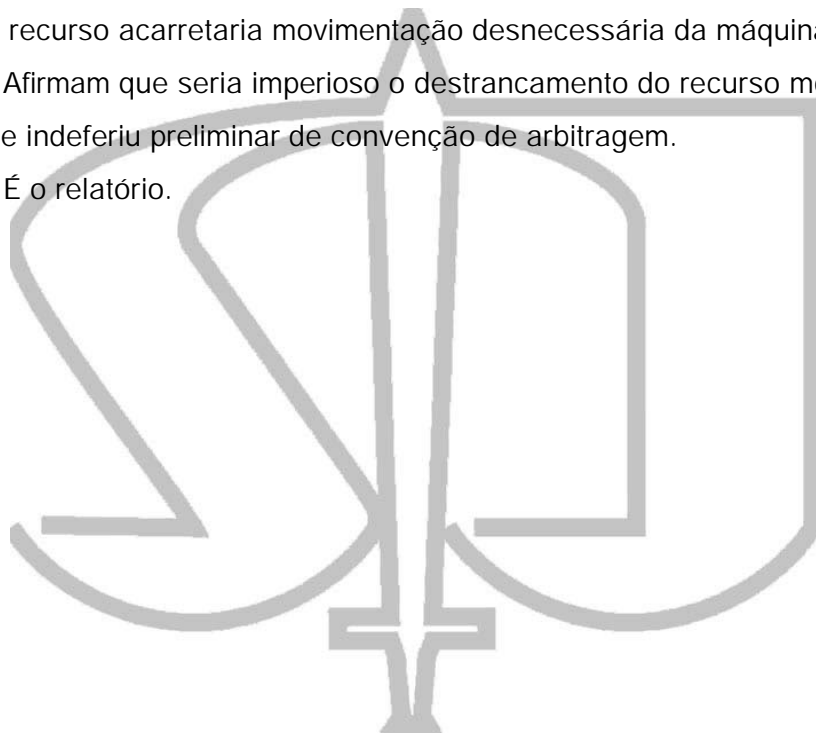 recurso acarretaria movimentação desnecessária da máquina
Afirmam que seria imperioso o destrancamento do recurso
e indeferiu preliminar de convenção de arbitragem.
É o relatório.